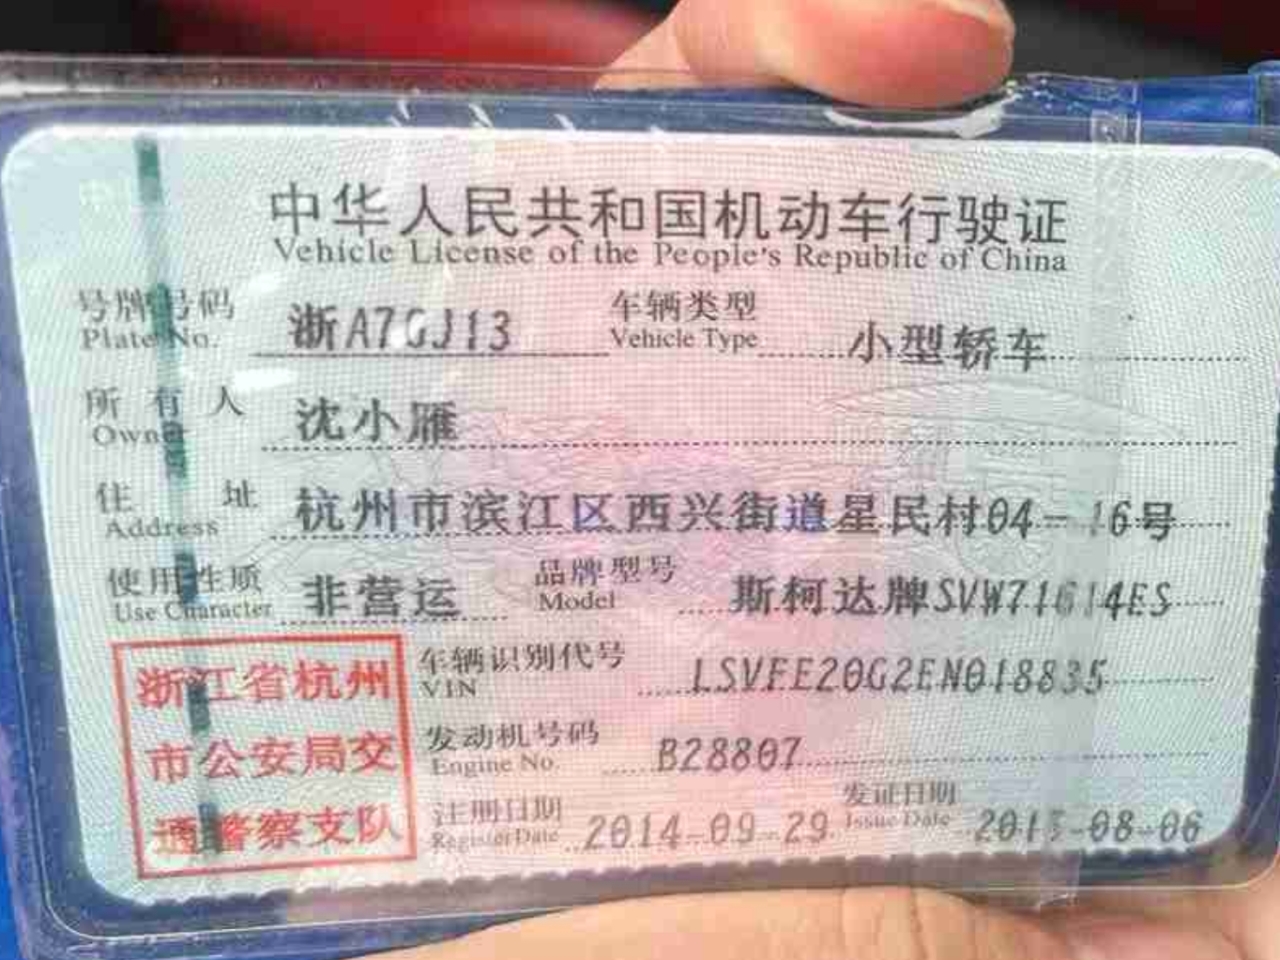 中华人民共和国机动车行驶证
Vehicle License of the People's Republic of China
号牌号码 浙A7GJ13 车辆类型 小型轿车
Plate No. Vehicle Type
所有人 沈小雁
Owner
住址 杭州市滨江区西兴街道星民村04-16号
Address
使用性质 非营运 品牌型号 斯柯达牌SVW71614ES
Use Character Model
浙江省杭州
市公安局交
通警察支队
车辆识别代号 LSVFE20G2EN018835
VIN
发动机号码 B28807
Engine No.
注册日期 2014-09-29 发证日期
Register Date Issue Date